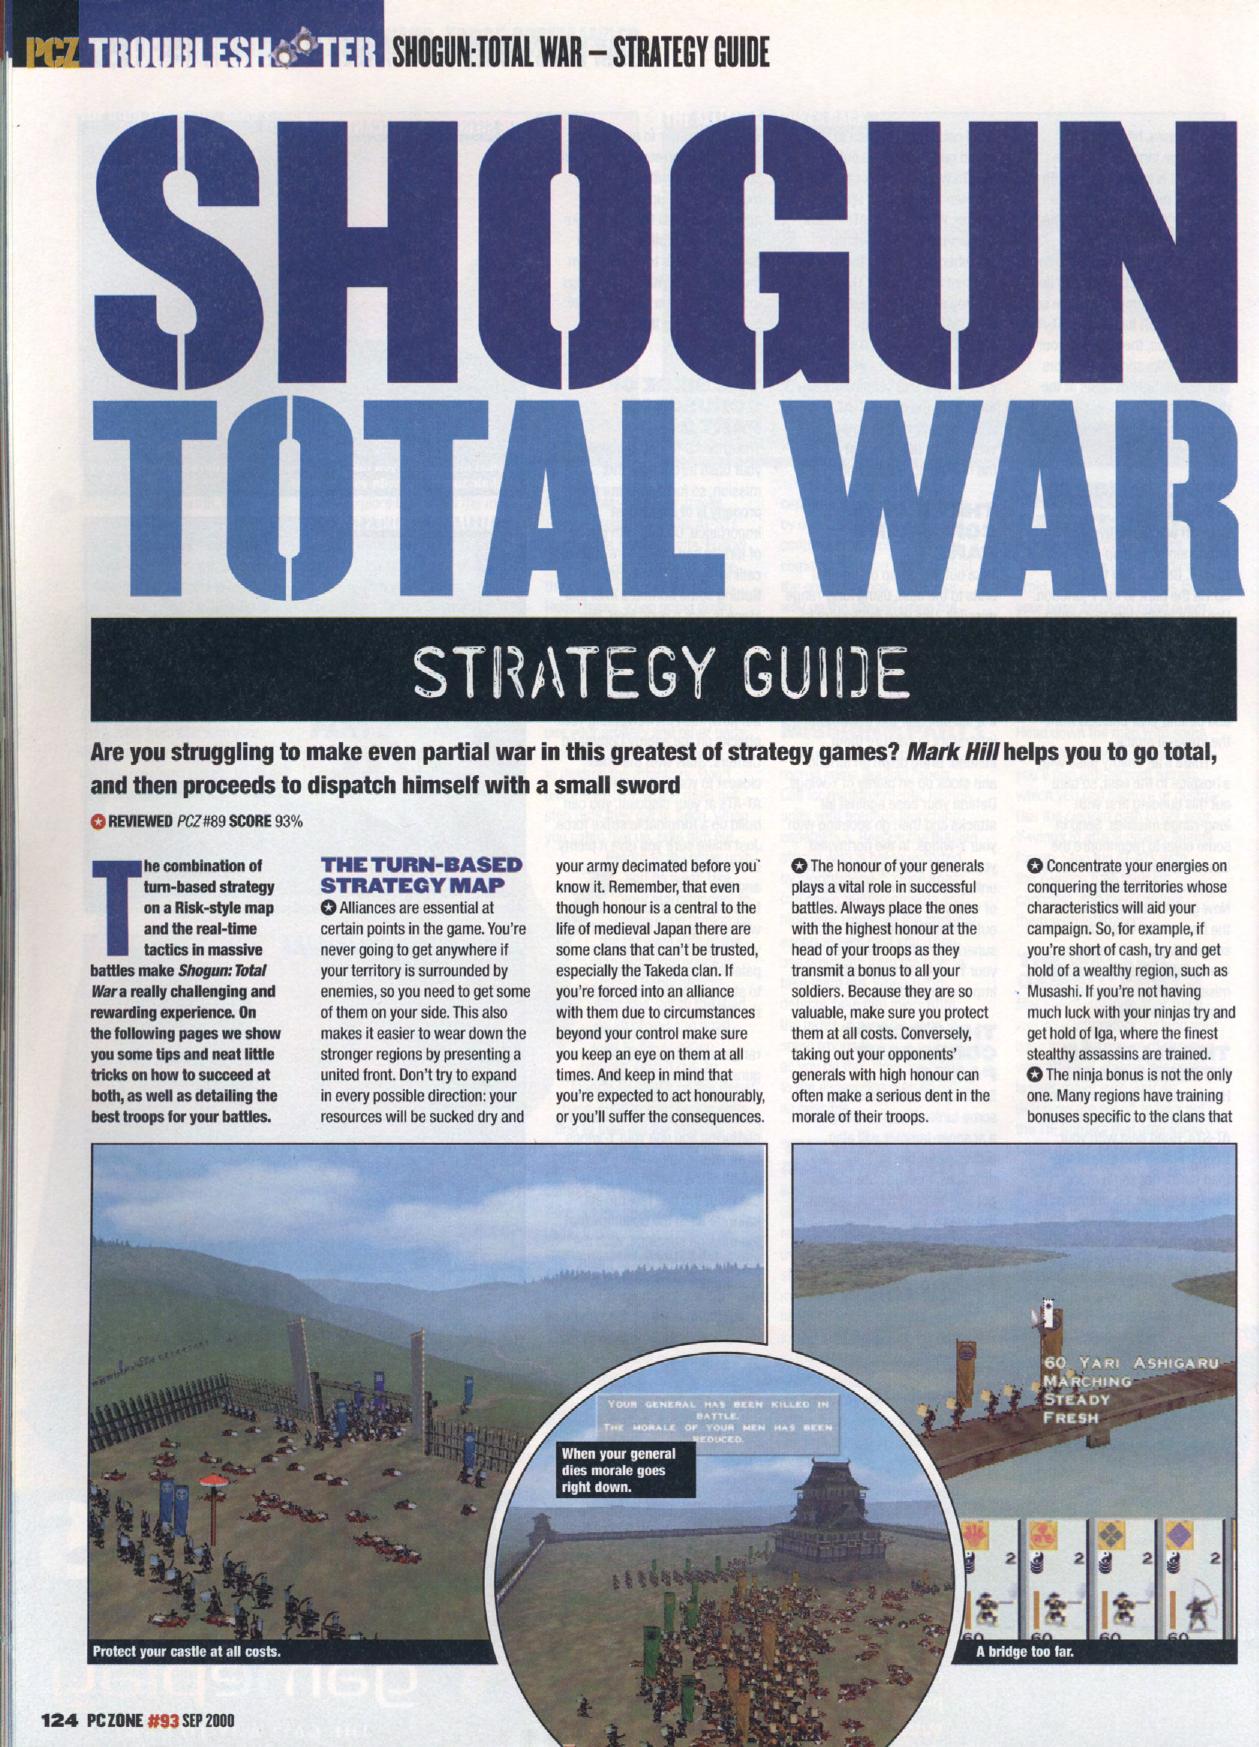 PCZ TROUBLESHOOTER SHOGUN:TOTAL WAR – STRATEGY GUIDE
SHOGUN
TOTAL WAR
STRATEGY GUIDE
Are you struggling to make even partial war in this greatest of strategy games? Mark Hill helps you to go total,
and then proceeds to dispatch himself with a small sword
REVIEWED PCZ #89 SCORE 93%
The combination of
turn-based strategy
on a Risk-style map
and the real-time
tactics in massive
battles make Shogun: Total
War a really challenging and
rewarding experience. On
the following pages we show
you some tips and neat little
tricks on how to succeed at
both, as well as detailing the
best troops for your battles.
THE TURN-BASED
STRATEGY MAP
Alliances are essential at
certain points in the game. You're
never going to get anywhere if
your territory is surrounded by
enemies, so you need to get some
of them on your side. This also
makes it easier to wear down the
stronger regions by presenting a
united front. Don't try to expand
in every possible direction: your
resources will be sucked dry and
your army decimated before you
know it. Remember, that even
though honour is a central to the
life of medieval Japan there are
some clans that can't be trusted,
especially the Takeda clan. If
you're forced into an alliance
with them due to circumstances
beyond your control make sure
you keep an eye on them at all
times. And keep in mind that
you're expected to act honourably,
or you'll suffer the consequences.
The honour of your generals
plays a vital role in successful
battles. Always place the ones
with the highest honour at the
head of your troops as they
transmit a bonus to all your
soldiers. Because they are so
valuable, make sure you protect
them at all costs. Conversely,
taking out your opponents'
generals with high honour can
often make a serious dent in the
morale of their troops.
Concentrate your energies on
conquering the territories whose
characteristics will aid your
campaign. So, for example, if
you're short of cash, try and get
hold of a wealthy region, such as
Musashi. If you're not having
much luck with your ninjas try and
get hold of Iga, where the finest
stealthy assassins are trained.
The ninja bonus is not the only
one. Many regions have training
bonuses specific to the clans that
60 YARI ASHIGARU
MARCHING
STEADY
FRESH
YOUR GENERAL HAS BEEN KILLED IN
BATTLE.
THE MORALE OF YOUR MEN HAS BEEN
REDUCED.
When your general
dies morale goes
right down.
2 2 2 2
60 60 60 60
Protect your castle at all costs.
A bridge too far.
124 PC ZONE #93 SEP 2000